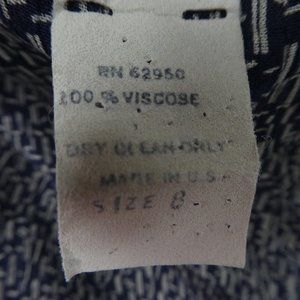 RN 62950
100 % VISCOSE
DRY CLEAN ONLY
MADE IN U.S.A
SIZE 8